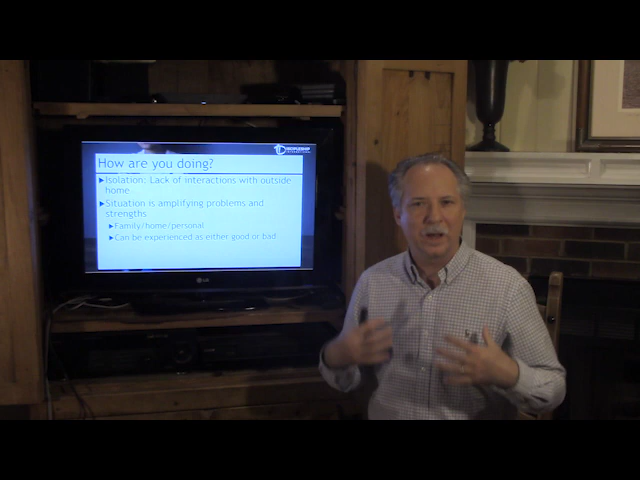 DISCIPLESHIP
How are you doing?
▶Isolation: Lack of interactions with outside
home
▶Situation is amplifying problems and
strengths
▶Family/home/personal
▶Can be experienced as either good or bad
LG